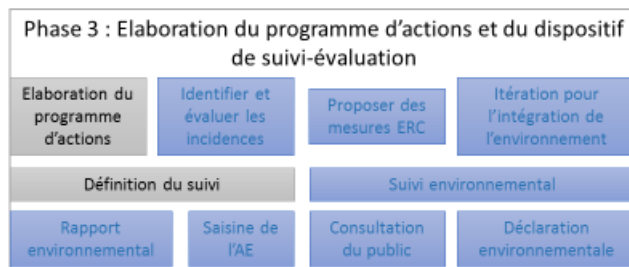 Phase 3 : Elaboration du programme d'actions et du dispositif
de suivi-évaluation
Elaboration du
programme
d'actions
Identifier et
évaluer les
incidences
Proposer des
mesures ERC
Itération pour
l'intégration de
l'environnement
Définition du suivi
Suivi environnemental
Rapport
environnemental
Saisine de
l'AE
Consultation
du public
Déclaration
environnementale